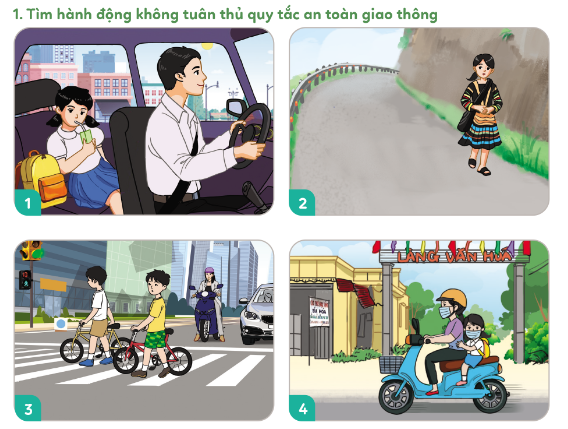 1. Tìm hành động không tuân thủ quy tắc an toàn giao thông
1
2
3
LÀNG VĂN HÓA
4